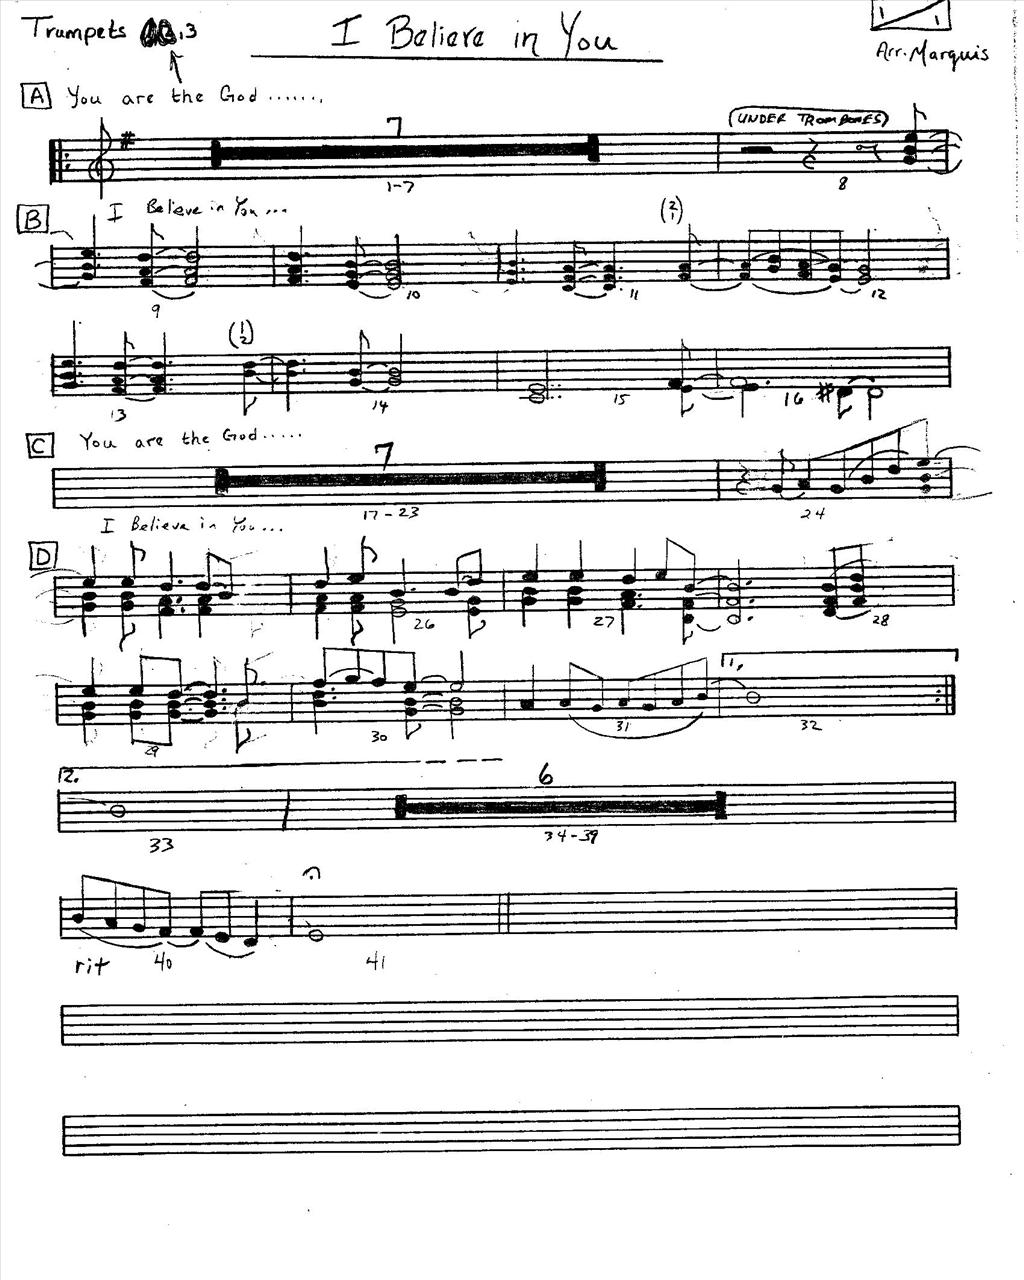 Trumpets , 3
I Believe in You
1 1
Arr. Marquis
A You are the God......,
7
(UNDER TROMBONES)
1-7 8
B I Believe in You...
(2 1)
9 10 11 12
(1 2)
13 14 15 16
C You are the God.....
7
17-23 24
I Believe in You...
D
26 27 28
1.
29 30 31 32
2.
6
33 34-39
rit 40 41